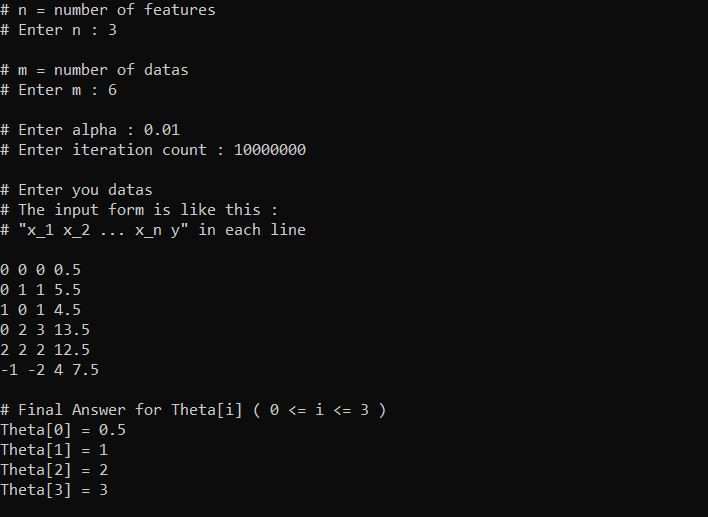 # n = number of features
# Enter n : 3
# m = number of datas
# Enter m : 6
# Enter alpha : 0.01
# Enter iteration count : 10000000
# Enter you datas
# The input form is like this :
# "x_1 x_2 ... x_n y" in each line
0 0 0 0.5
0 1 1 5.5
1 0 1 4.5
0 2 3 13.5
2 2 2 12.5
-1 -2 4 7.5
# Final Answer for Theta[i] ( 0 <= i <= 3 )
Theta[0] = 0.5
Theta[1] = 1
Theta[2] = 2
Theta[3] = 3